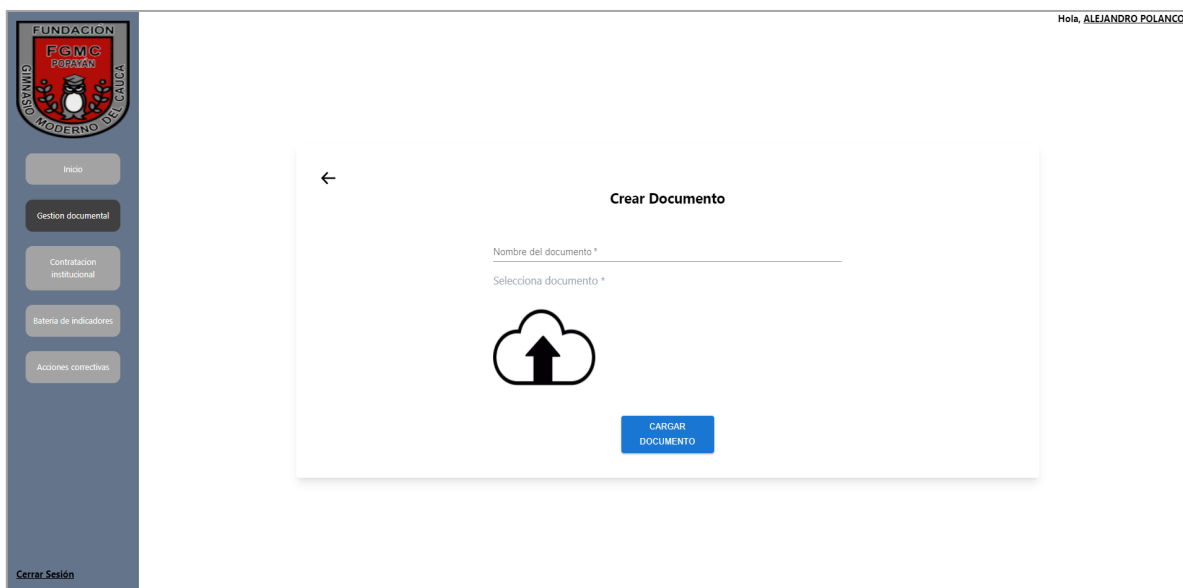 Hola, ALEJANDRO POLANCO
FUNDACIÓN
FGMC
POPAYÁN
GIMNASIO MODERNO DEL CAUCA
Inicio
Gestion documental
Contratacion
institucional
Bateria de indicadores
Acciones correctivas
Cerrar Sesión
Crear Documento
Nombre del documento *
Selecciona documento *
CARGAR
DOCUMENTO